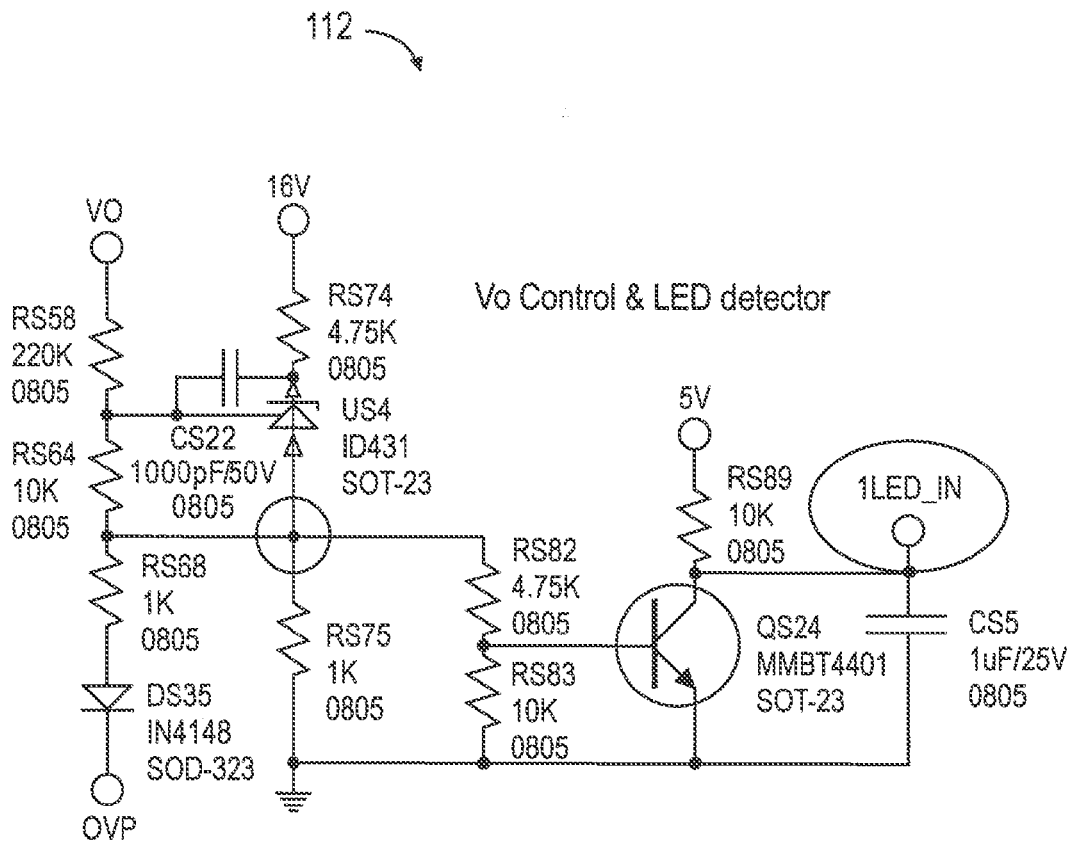 112
VO
16V
RS58
220K
0805
RS74
4.75K
0805
Vo Control & LED detector
RS64
10K
0805
CS22
1000pF/50V
0805
US4
ID431
SOT-23
5V
RS89
10K
0805
1LED_IN
RS68
1K
0805
RS75
1K
0805
RS82
4.75K
0805
RS83
10K
0805
QS24
MMBT4401
SOT-23
CS5
1uF/25V
0805
DS35
IN4148
SOD-323
OVP